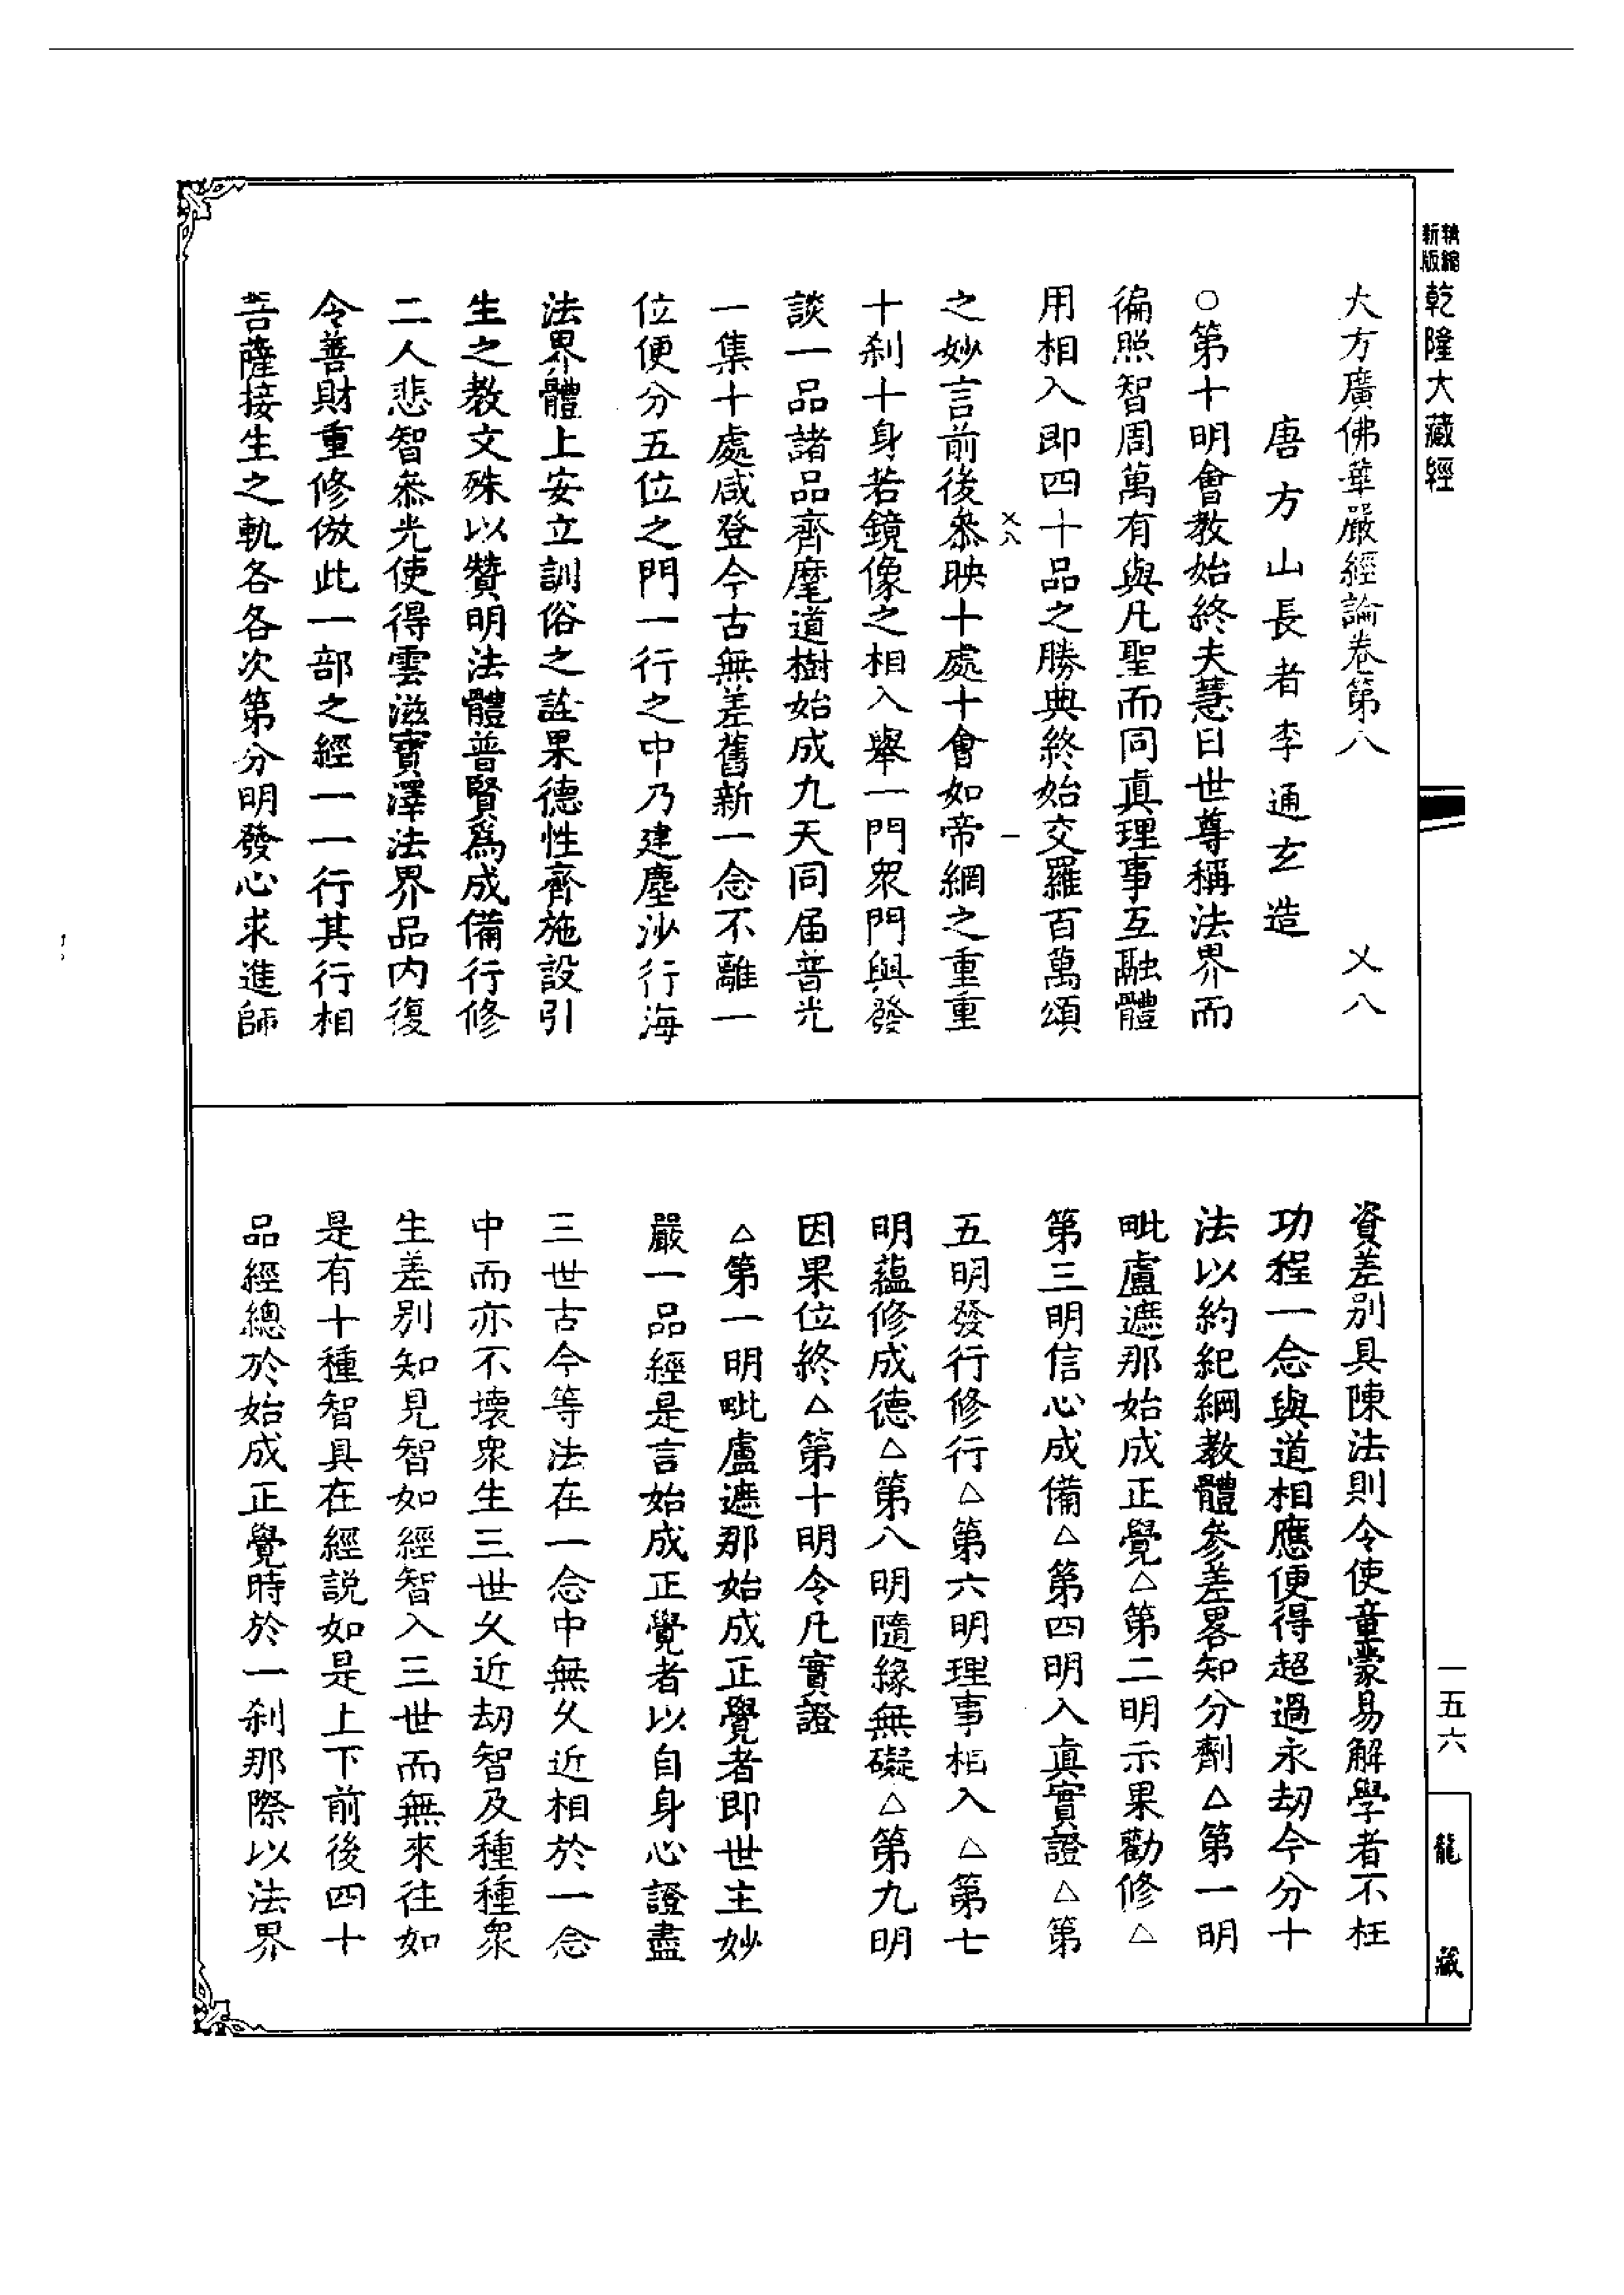 新版 精縮 乾隆大藏經
大方廣佛華嚴經論卷第八 乂八
唐方山長者李通玄造
○第十明會教始終夫慧日世尊稱法界而
徧照智周萬有與凡聖而同眞理事互融體
用相入即四十品之勝典終始交羅百萬頌
乂八 一
之妙言前後叅映十處十會如帝網之重重
十剎十身若鏡像之相入舉一門衆門與發
談一品諸品齊麾道樹始成九天同届普光
一集十處咸登今古無差舊新一念不離一
位便分五位之門一行之中乃建塵沙行海
法界體上安立訓俗之詮果德性齊施設引
生之教文殊以贊明法體普賢爲成備行修
二人悲智叅光使得雲滋寳澤法界品内復
令善財重修倣此一部之經一一行其行相
菩薩接生之軌各各次第分明發心求進師
資差别具陳法則令使童蒙易解學者不枉
功程一念與道相應便得超過永刼今分十
法以約紀綱教體參差畧知分劑△第一明
毗盧遮那始成正覺△第二明示果勸修△
第三明信心成備△第四明入眞實證△第
五明發行修行△第六明理事相入△第七
明蘊修成德△第八明隨緣無礙△第九明
因果位終△第十明令凡實證
△第一明毗盧遮那始成正覺者即世主妙
嚴一品經是言始成正覺者以自身心證盡
三世古今等法在一念中無乆近相於一念
中而亦不壞衆生三世乆近刼智及種種衆
生差别知見智如經智入三世而無來往如
是有十種智具在經説如是上下前後四十
品經總於始成正覺時於一剎那際以法界
一五六
龍藏